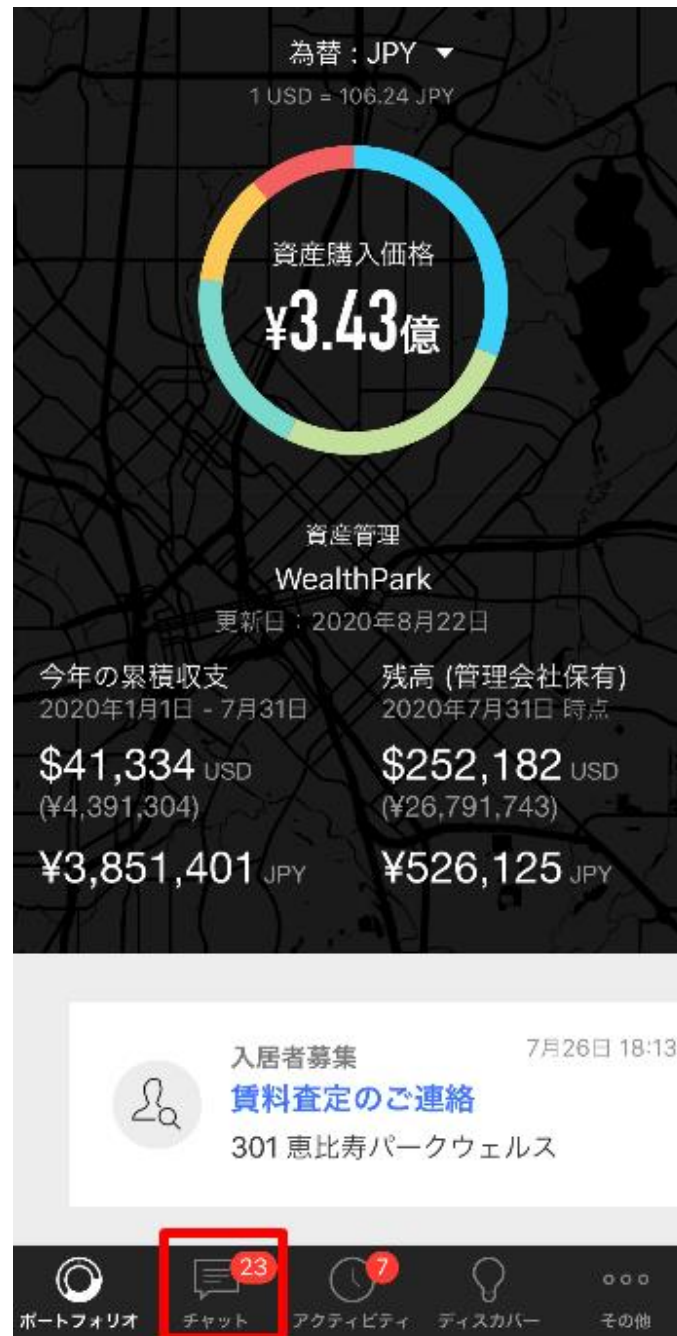 為替：JPY
1 USD = 106.24 JPY
資産購入価格
¥3.43億
資産管理
WealthPark
更新日：2020年8月22日
今年の累積収支
2020年1月1日 - 7月31日
$41,334 USD
(¥4,391,304)
¥3,851,401 JPY
残高 (管理会社保有)
2020年7月31日 時点
$252,182 USD
(¥26,791,743)
¥526,125 JPY
入居者募集
7月26日 18:13
賃料査定のご連絡
301 恵比寿パークウェルス
23
7
ポートフォリオ
チャット
アクティビティ
ディスカバー
その他